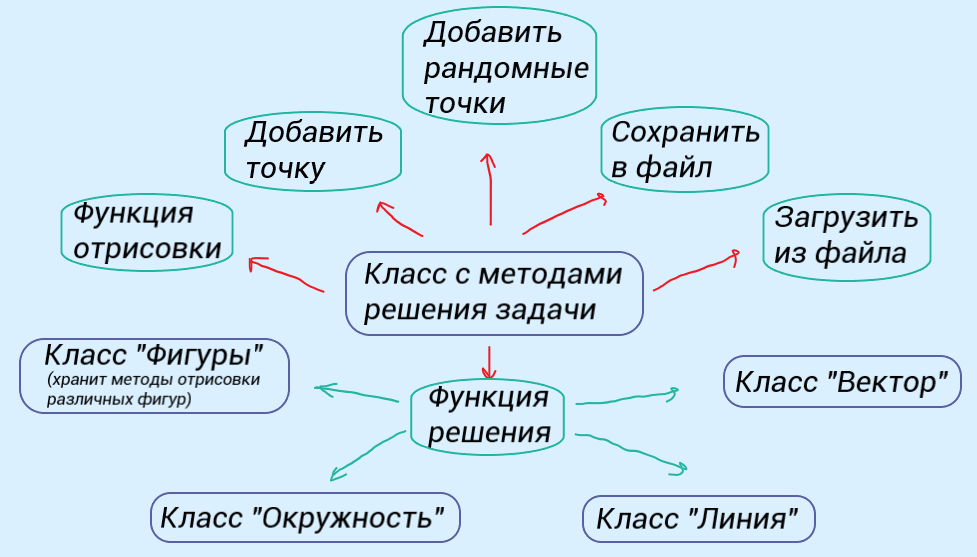 Добавить
рандомные
точки
Добавить
точку
Сохранить
в файл
Функция
отрисовки
Загрузить
из файла
Класс с методами
решения задачи
Класс "Фигуры"
(хранит методы отрисовки
различных фигур)
Функция
решения
Класс "Вектор"
Класс "Окружность"
Класс "Линия"